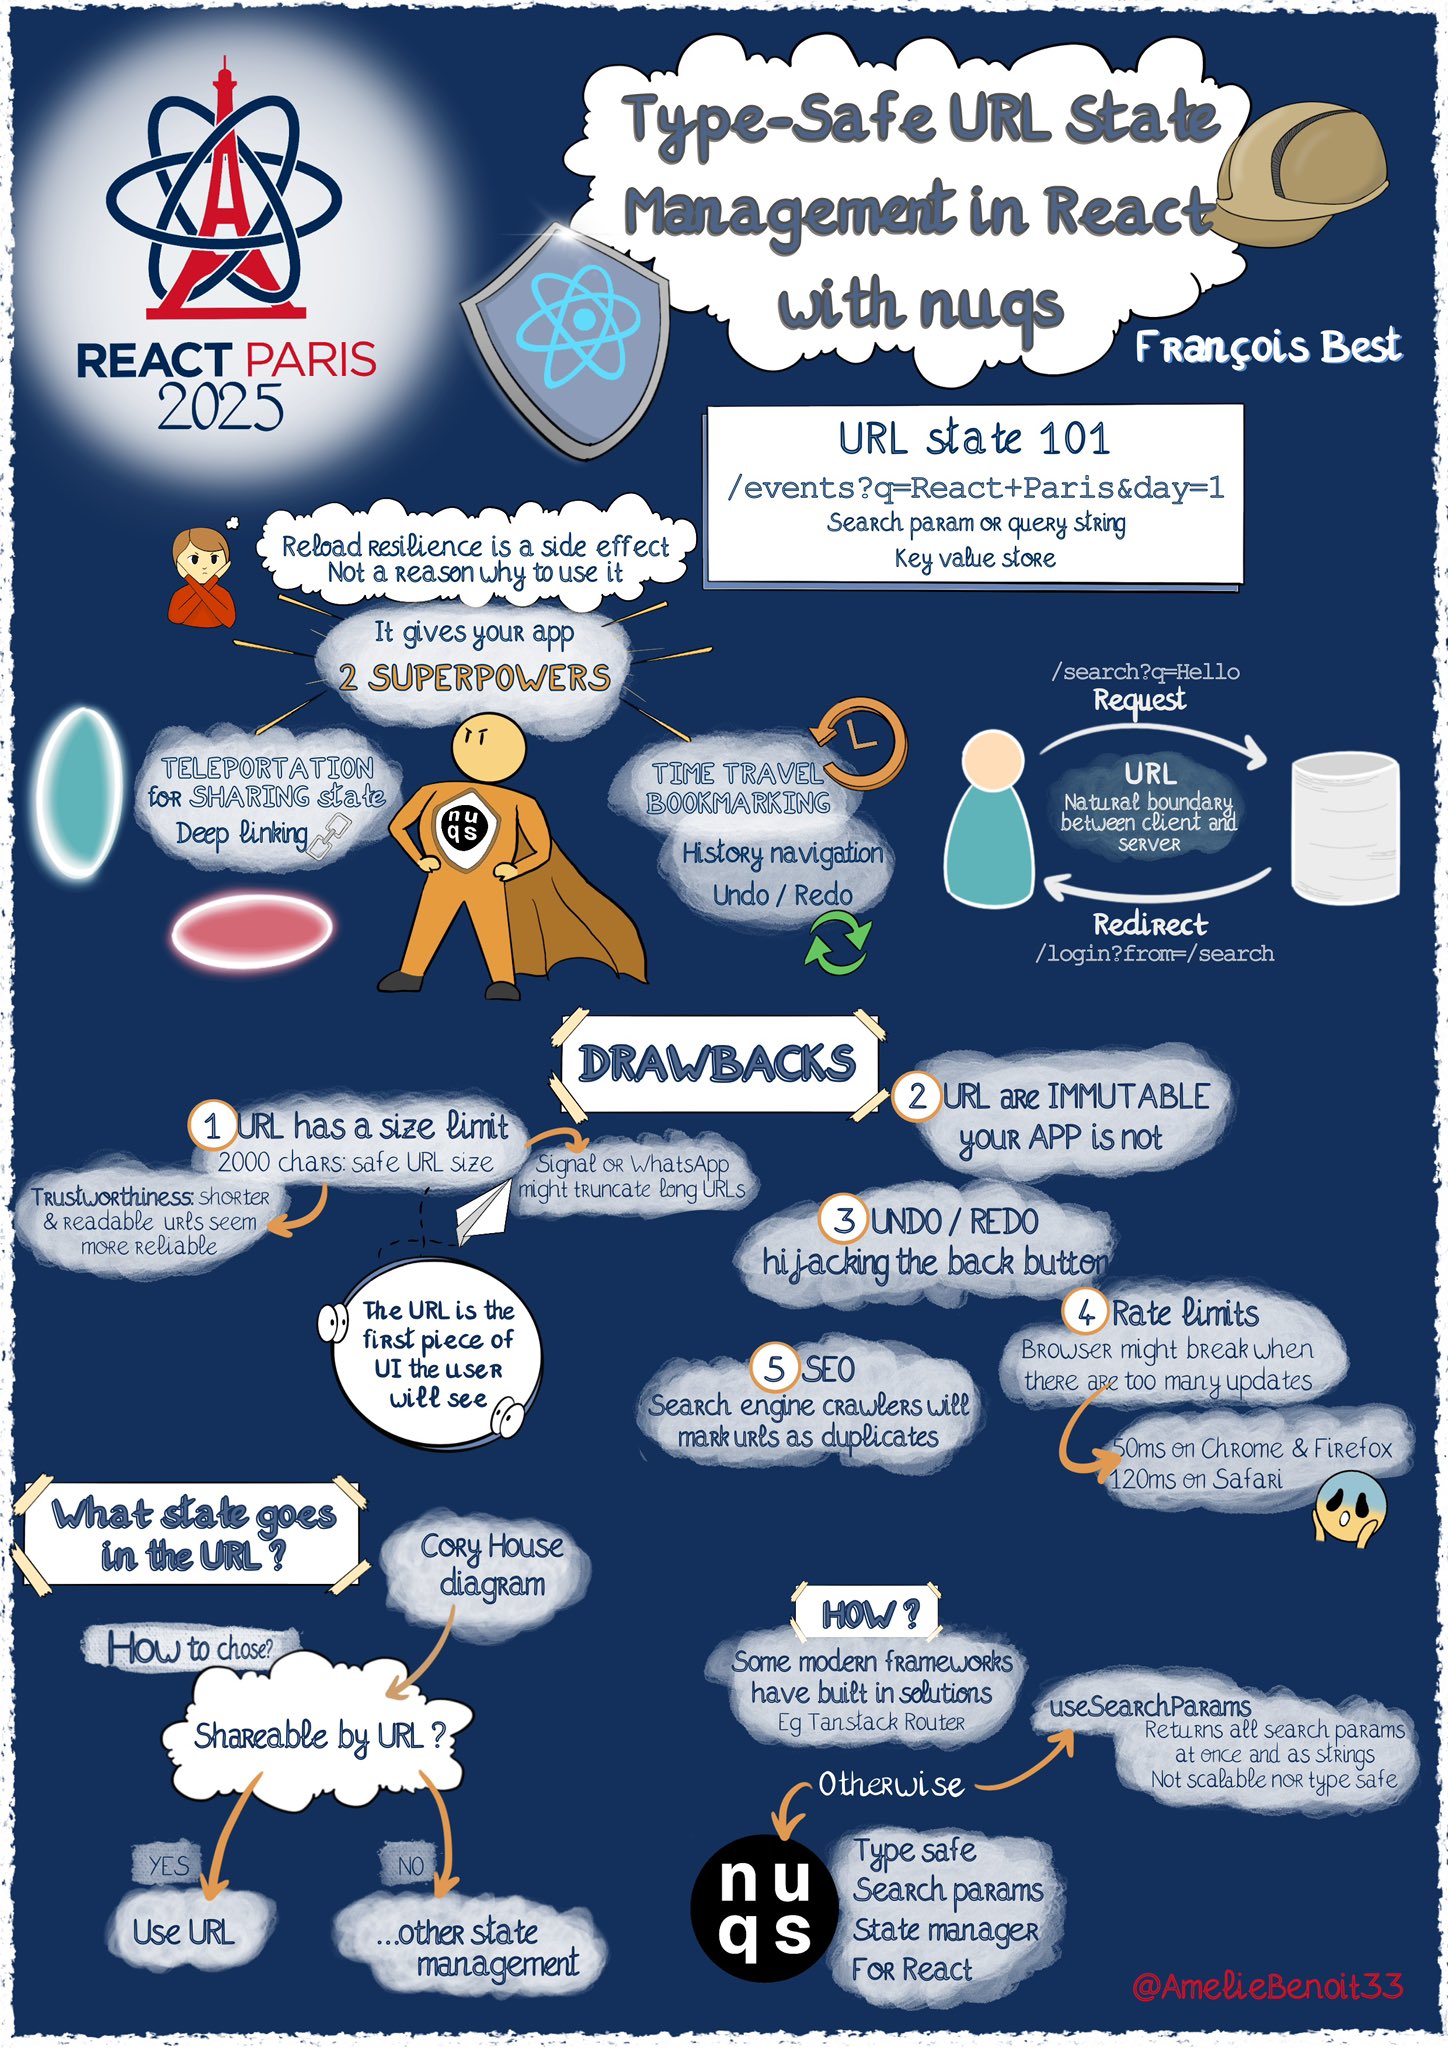 REACT PARIS
2025
Type-Safe URL State
Management in React
with nuqs
François Best
URL state 101
/events?q=React+Paris&day=1
Search param or query string
Key value store
Reload resilience is a side effect
Not a reason why to use it
It gives your app
2 SUPERPOWERS
TELEPORTATION
for SHARING state
Deep linking
nu
qs
TIME TRAVEL
BOOKMARKING
History navigation
Undo / Redo
/search?q=Hello
Request
URL
Natural boundary
between client and
server
Redirect
/login?from=/search
DRAWBACKS
1 URL has a size limit
2000 chars: safe URL size
Trustworthiness: shorter
& readable urls seem
more reliable
Signal or WhatsApp
might truncate long URLs
The URL is the
first piece of
UI the user
will see
2 URL are IMMUTABLE
your APP is not
3 UNDO / REDO
hijacking the back button
4 Rate limits
Browser might break when
there are too many updates
50ms on Chrome & Firefox
120ms on Safari
5 SEO
Search engine crawlers will
mark urls as duplicates
What state goes
in the URL ?
Cory House
diagram
How to chose?
Shareable by URL ?
YES
Use URL
NO
...other state
management
HOW ?
Some modern frameworks
have built in solutions
Eg Tanstack Router
Otherwise
useSearchParams
Returns all search params
at once and as strings
Not scalable nor type safe
nu
qs
Type safe
Search params
State manager
For React
@AmelieBenoit33